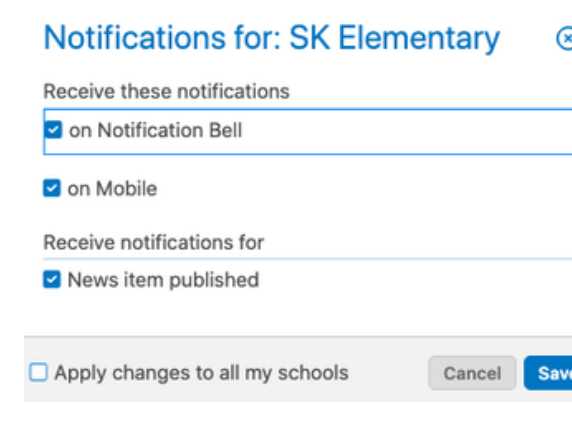 Notifications for: SK Elementary
Receive these notifications
on Notification Bell
on Mobile
Receive notifications for
News item published
Apply changes to all my schools
Cancel Save